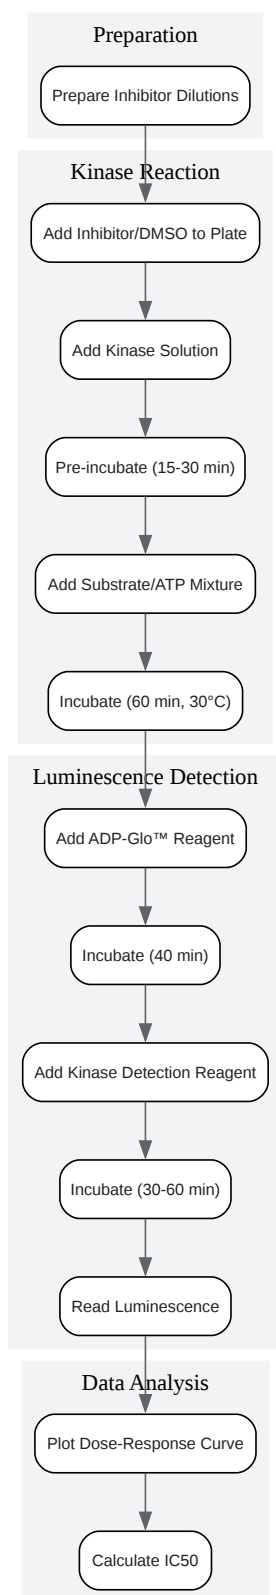 Preparation
Prepare Inhibitor Dilutions
Kinase Reaction
Add Inhibitor/DMSO to Plate
Add Kinase Solution
Pre-incubate (15-30 min)
Add Substrate/ATP Mixture
Incubate (60 min, 30°C)
Luminescence Detection
Add ADP-Glo™ Reagent
Incubate (40 min)
Add Kinase Detection Reagent
Incubate (30-60 min)
Read Luminescence
Data Analysis
Plot Dose-Response Curve
Calculate IC50